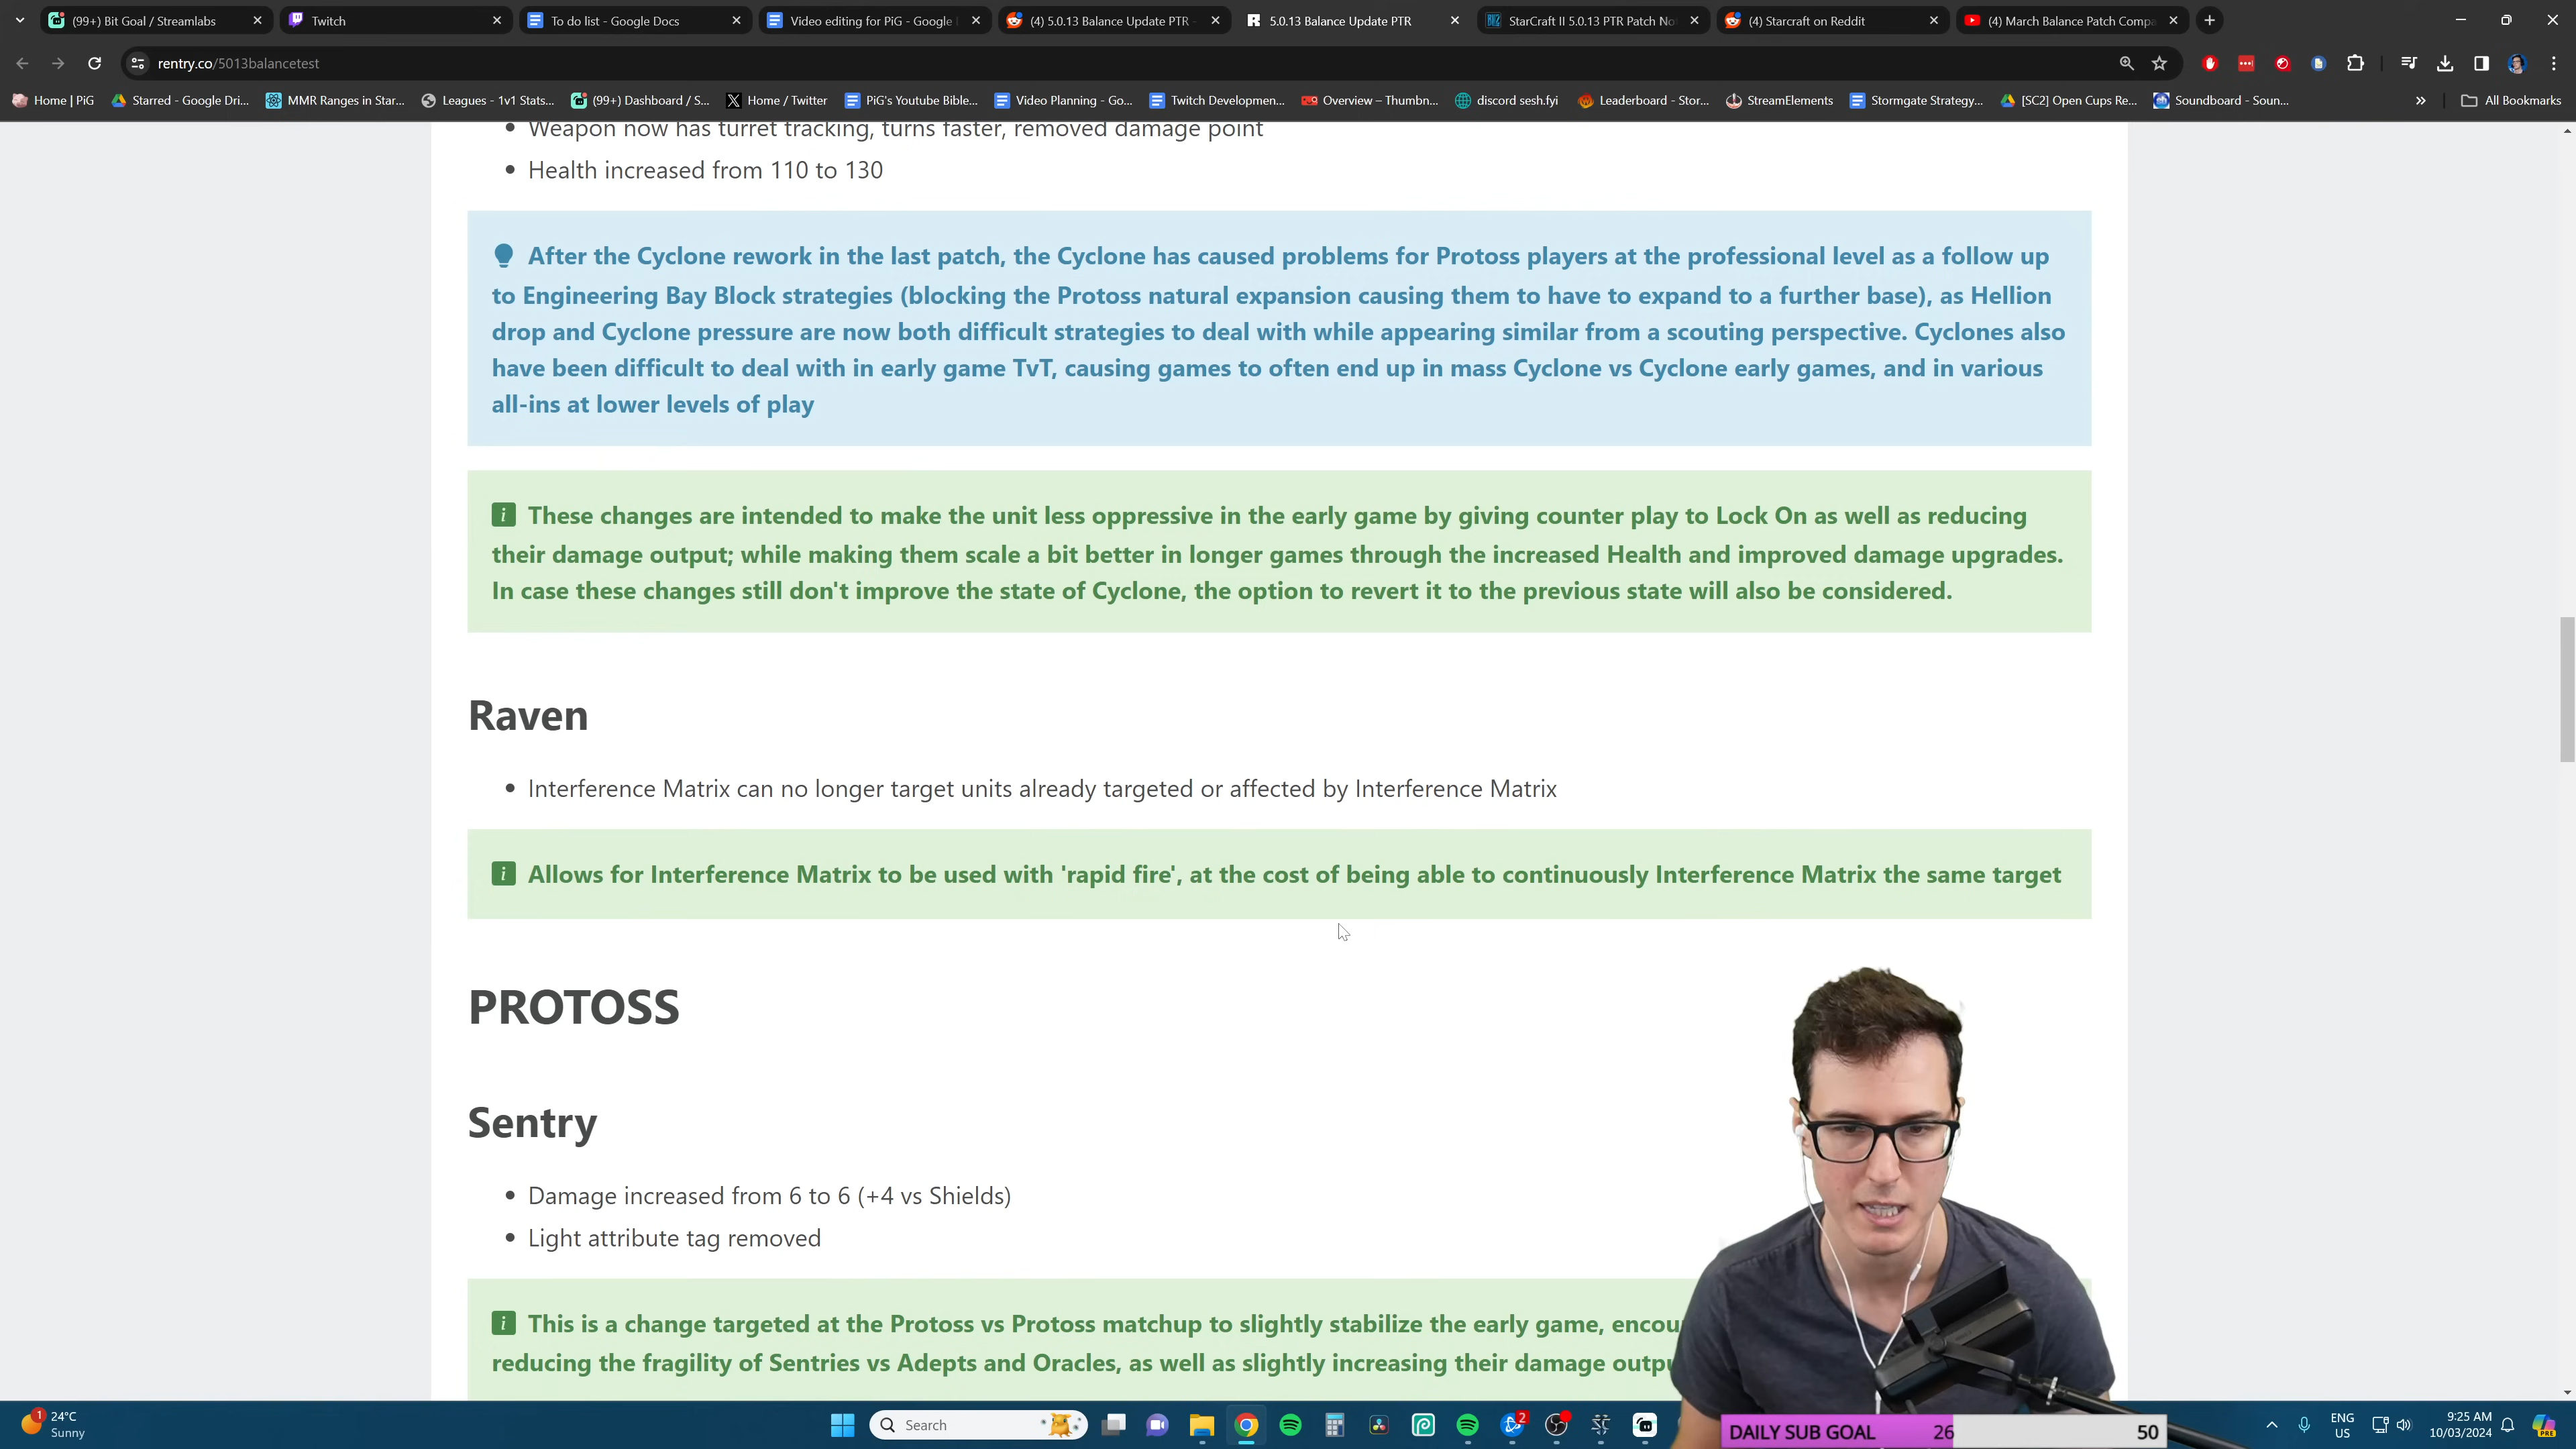 (99+) Bit Goal / Streamlabs
Twitch
To do list - Google Docs
Video editing for PiG - Google
(4) 5.0.13 Balance Update PTR -
5.0.13 Balance Update PTR
StarCraft II 5.0.13 PTR Patch No
(4) Starcraft on Reddit
(4) March Balance Patch Compa
rentry.co/5013balancetest
Home | PiG
Starred - Google Dri...
MMR Ranges in Star...
Leagues - 1v1 Stats...
(99+) Dashboard / S...
Home / Twitter
PiG's Youtube Bible...
Video Planning - Go...
Twitch Developmen...
Overview – Thumbn...
discord sesh.fyi
Leaderboard - Stor...
StreamElements
Stormgate Strategy...
[SC2] Open Cups Re...
Soundboard - Soun...
All Bookmarks
Weapon now has turret tracking, turns faster, removed damage point
Health increased from 110 to 130
After the Cyclone rework in the last patch, the Cyclone has caused problems for Protoss players at the professional level as a follow up
to Engineering Bay Block strategies (blocking the Protoss natural expansion causing them to have to expand to a further base), as Hellion
drop and Cyclone pressure are now both difficult strategies to deal with while appearing similar from a scouting perspective. Cyclones also
have been difficult to deal with in early game TvT, causing games to often end up in mass Cyclone vs Cyclone early games, and in various
all-ins at lower levels of play
These changes are intended to make the unit less oppressive in the early game by giving counter play to Lock On as well as reducing
their damage output; while making them scale a bit better in longer games through the increased Health and improved damage upgrades.
In case these changes still don't improve the state of Cyclone, the option to revert it to the previous state will also be considered.
Raven
Interference Matrix can no longer target units already targeted or affected by Interference Matrix
Allows for Interference Matrix to be used with 'rapid fire', at the cost of being able to continuously Interference Matrix the same target
PROTOSS
Sentry
Damage increased from 6 to 6 (+4 vs Shields)
Light attribute tag removed
This is a change targeted at the Protoss vs Protoss matchup to slightly stabilize the early game, encou
reducing the fragility of Sentries vs Adepts and Oracles, as well as slightly increasing their damage outpu
1
24°C
Sunny
Search
2
DAILY SUB GOAL 26 50
ENG
US
9:25 AM
10/03/2024
PRE